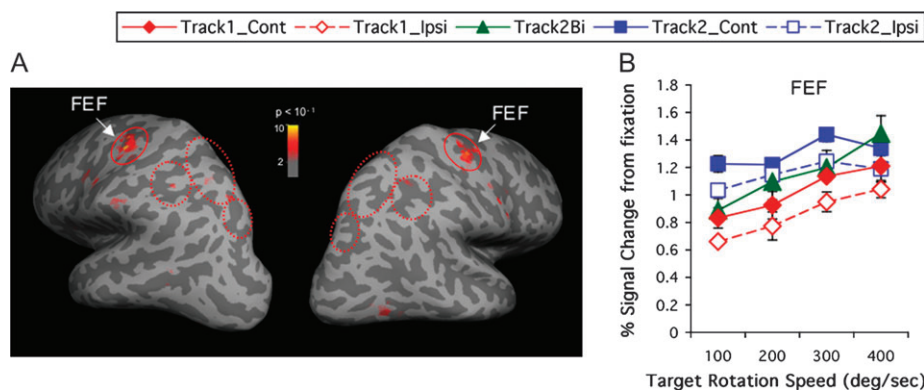 Track1_Cont Track1_Ipsi Track2Bi Track2_Cont Track2_Ipsi
A
FEF
p < 10⁻¹
10
2
FEF
B
FEF
% Signal Change from fixation
1.8
1.6
1.4
1.2
1
0.8
0.6
0.4
0.2
0
100 200 300 400
Target Rotation Speed (deg/sec)